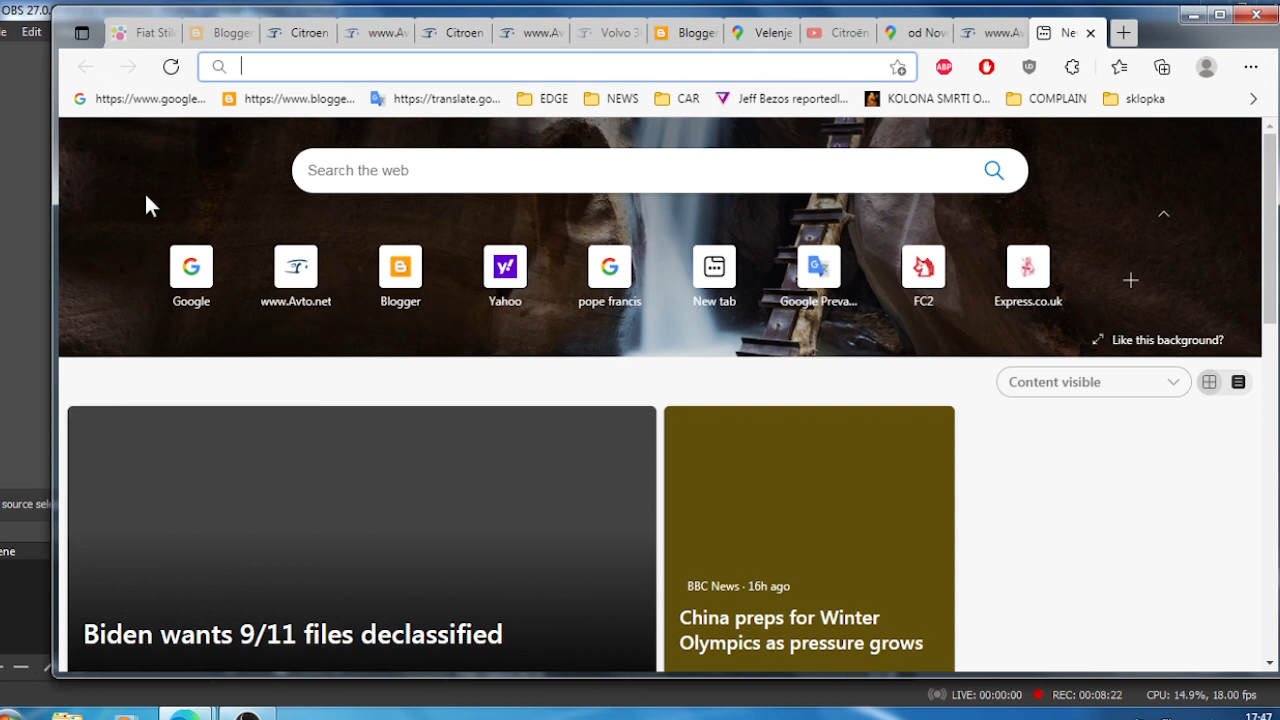 OBS 27.0.
e Edit
Fiat Stil
Blogger
Citroen
www.Av
Citroen
www.Av
Volvo 3
Blogger
Velenje
Citroën
od Nov
www.Av
Ne
ABP
https://www.google...
https://www.blogge...
https://translate.go...
EDGE
NEWS
CAR
Jeff Bezos reportedl...
KOLONA SMRTI O...
COMPLAIN
sklopka
Search the web
Google
www.Avto.net
Blogger
Yahoo
pope francis
New tab
Google Preva...
FC2
Express.co.uk
Like this background?
Content visible
Biden wants 9/11 files declassified
BBC News · 16h ago
China preps for Winter
Olympics as pressure grows
source sele
ene
LIVE: 00:00:00
REC: 00:08:22
CPU: 14.9%, 18.00 fps
17:47